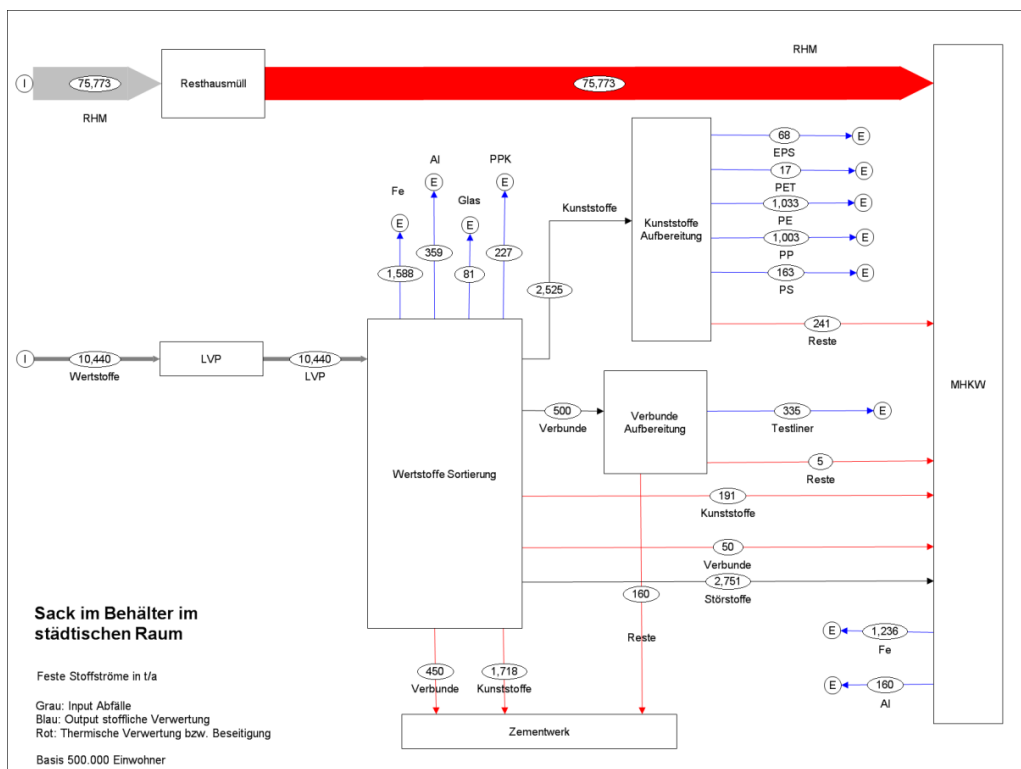 RHM
I
75,773
Resthausmüll
75,773
RHM
68
E
EPS
Al
PPK
E
E
17
E
PET
Fe
Glas
Kunststoffe
Kunststoffe
Aufbereitung
1,033
E
PE
E
E
1,003
E
PP
359
227
1,588
81
163
E
PS
2,525
241
Reste
I
10,440
Wertstoffe
LVP
10,440
LVP
MHKW
500
Verbunde
Verbunde
Aufbereitung
335
E
Testliner
5
Reste
Wertstoffe Sortierung
191
Kunststoffe
50
Verbunde
2,751
Störstoffe
160
Reste
Sack im Behälter im
städtischen Raum
E
1,236
Fe
450
Verbunde
1,718
Kunststoffe
Feste Stoffströme in t/a
E
160
Al
Grau: Input Abfälle
Blau: Output stoffliche Verwertung
Rot: Thermische Verwertung bzw. Beseitigung
Zementwerk
Basis 500.000 Einwohner